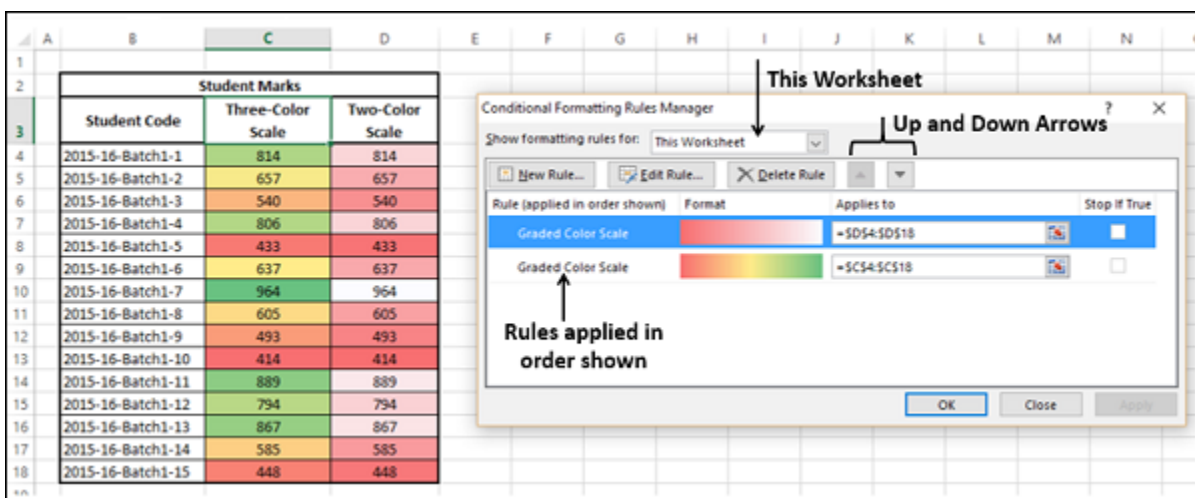 A B C D E F G H I J K L M N
1
2 Student Marks
3 Student Code Three-Color Scale Two-Color Scale
4 2015-16-Batch1-1 814 814
5 2015-16-Batch1-2 657 657
6 2015-16-Batch1-3 540 540
7 2015-16-Batch1-4 806 806
8 2015-16-Batch1-5 433 433
9 2015-16-Batch1-6 637 637
10 2015-16-Batch1-7 964 964
11 2015-16-Batch1-8 605 605
12 2015-16-Batch1-9 493 493
13 2015-16-Batch1-10 414 414
14 2015-16-Batch1-11 889 889
15 2015-16-Batch1-12 794 794
16 2015-16-Batch1-13 867 867
17 2015-16-Batch1-14 585 585
18 2015-16-Batch1-15 448 448
This Worksheet
Conditional Formatting Rules Manager ? ×
Up and Down Arrows
Show formatting rules for: This Worksheet
New Rule... Edit Rule... Delete Rule
Rule (applied in order shown) Format Applies to Stop If True
Graded Color Scale =$D$4:$D$18
Graded Color Scale =$C$4:$C$18
Rules applied in
order shown
OK Close Apply